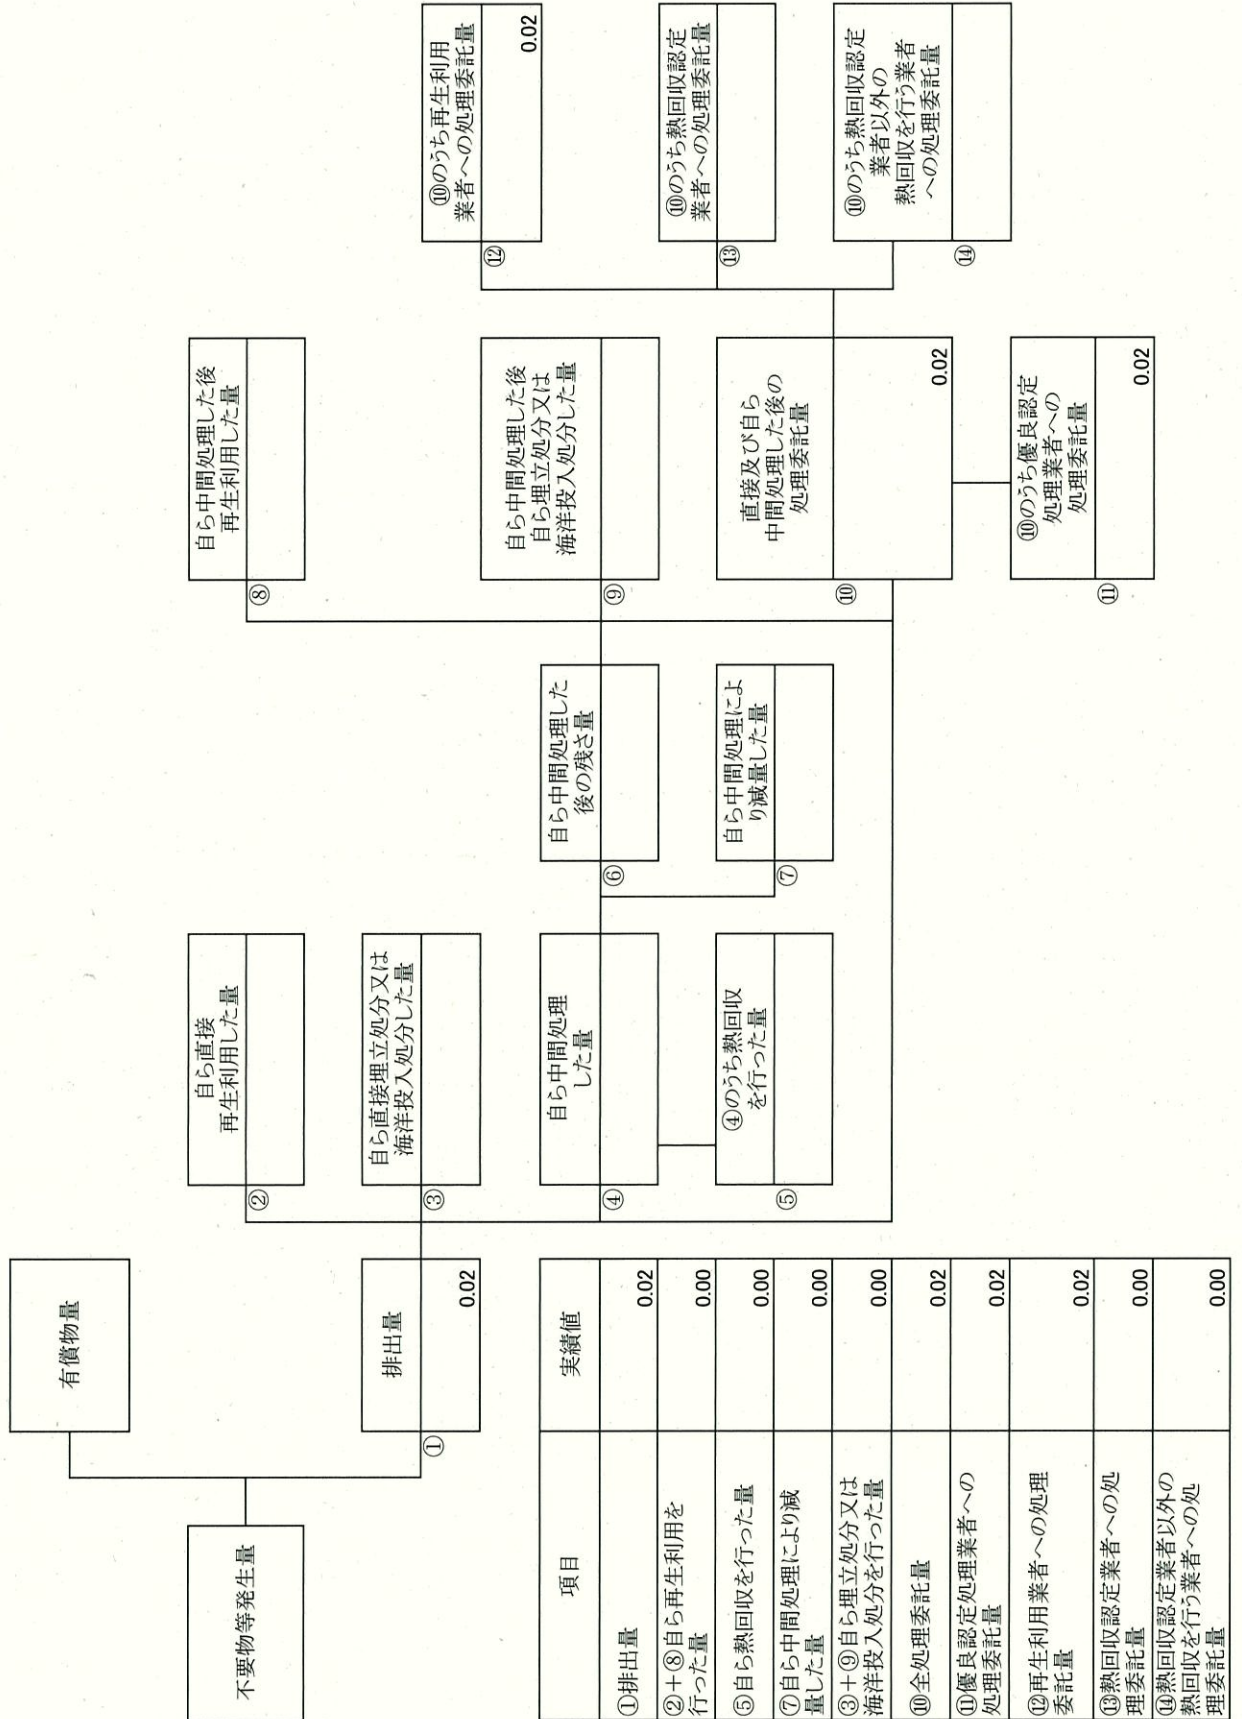 不要物等発生量
有償物量
排出量
①
0.02
自ら直接
再生利用した量
②
自ら直接埋立処分又は
海洋投入処分した量
③
自ら中間処理
した量
④
④のうち熱回収
を行った量
⑤
自ら中間処理した
後の残さ量
⑥
自ら中間処理によ
り減量した量
⑦
自ら中間処理した後
再生利用した量
⑧
自ら中間処理した後
自ら埋立処分又は
海洋投入処分した量
⑨
直接及び自ら
中間処理した後の
処理委託量
⑩
0.02
⑩のうち優良認定
処理業者への
処理委託量
⑪
0.02
⑩のうち再生利用
業者への処理委託量
⑫
0.02
⑩のうち熱回収認定
業者への処理委託量
⑬
⑩のうち熱回収認定
業者以外の
熱回収を行う業者
への処理委託量
⑭
項目 実績値
①排出量 0.02
②+⑧自ら再生利用を
行った量 0.00
⑤自ら熱回収を行った量 0.00
⑦自ら中間処理により減
量した量 0.00
③+⑨自ら埋立処分又は
海洋投入処分を行った量 0.00
⑩全処理委託量 0.02
⑪優良認定処理業者への
処理委託量 0.02
⑫再生利用業者への処理
委託量 0.02
⑬熱回収認定業者への処
理委託量 0.00
⑭熱回収認定業者以外の
熱回収を行う業者への処
理委託量 0.00